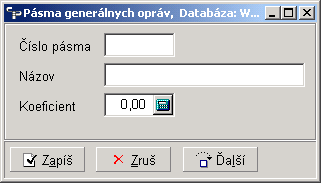 Pásma generálnych opráv, Databáza: W...
Číslo pásma
Názov
Koeficient 0,00
Zapíš Zruš Ďalší